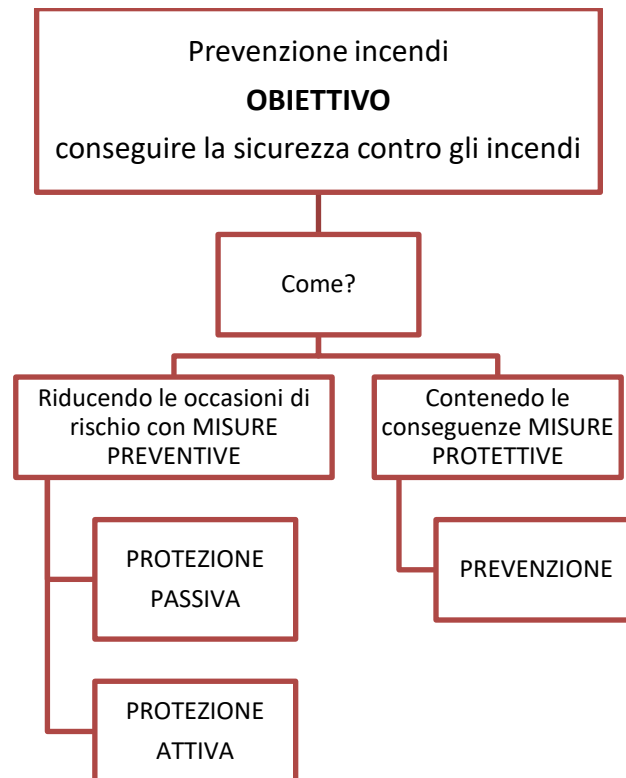 Prevenzione incendi
OBIETTIVO
conseguire la sicurezza contro gli incendi
Come?
Riducendo le occasioni di
rischio con MISURE
PREVENTIVE
Contenedo le
conseguenze MISURE
PROTETTIVE
PROTEZIONE
PASSIVA
PREVENZIONE
PROTEZIONE
ATTIVA